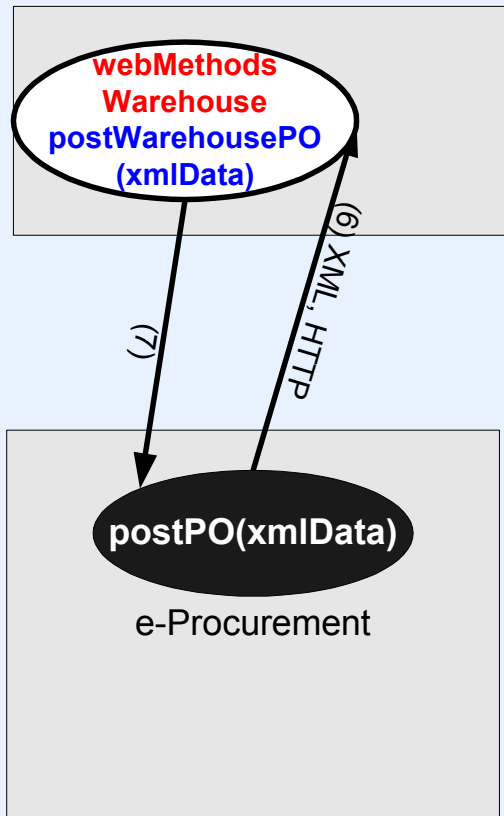 webMethods
Warehouse
postWarehousePO
(xmlData)
(6) XML, HTTP
(7)
postPO(xmlData)
e-Procurement